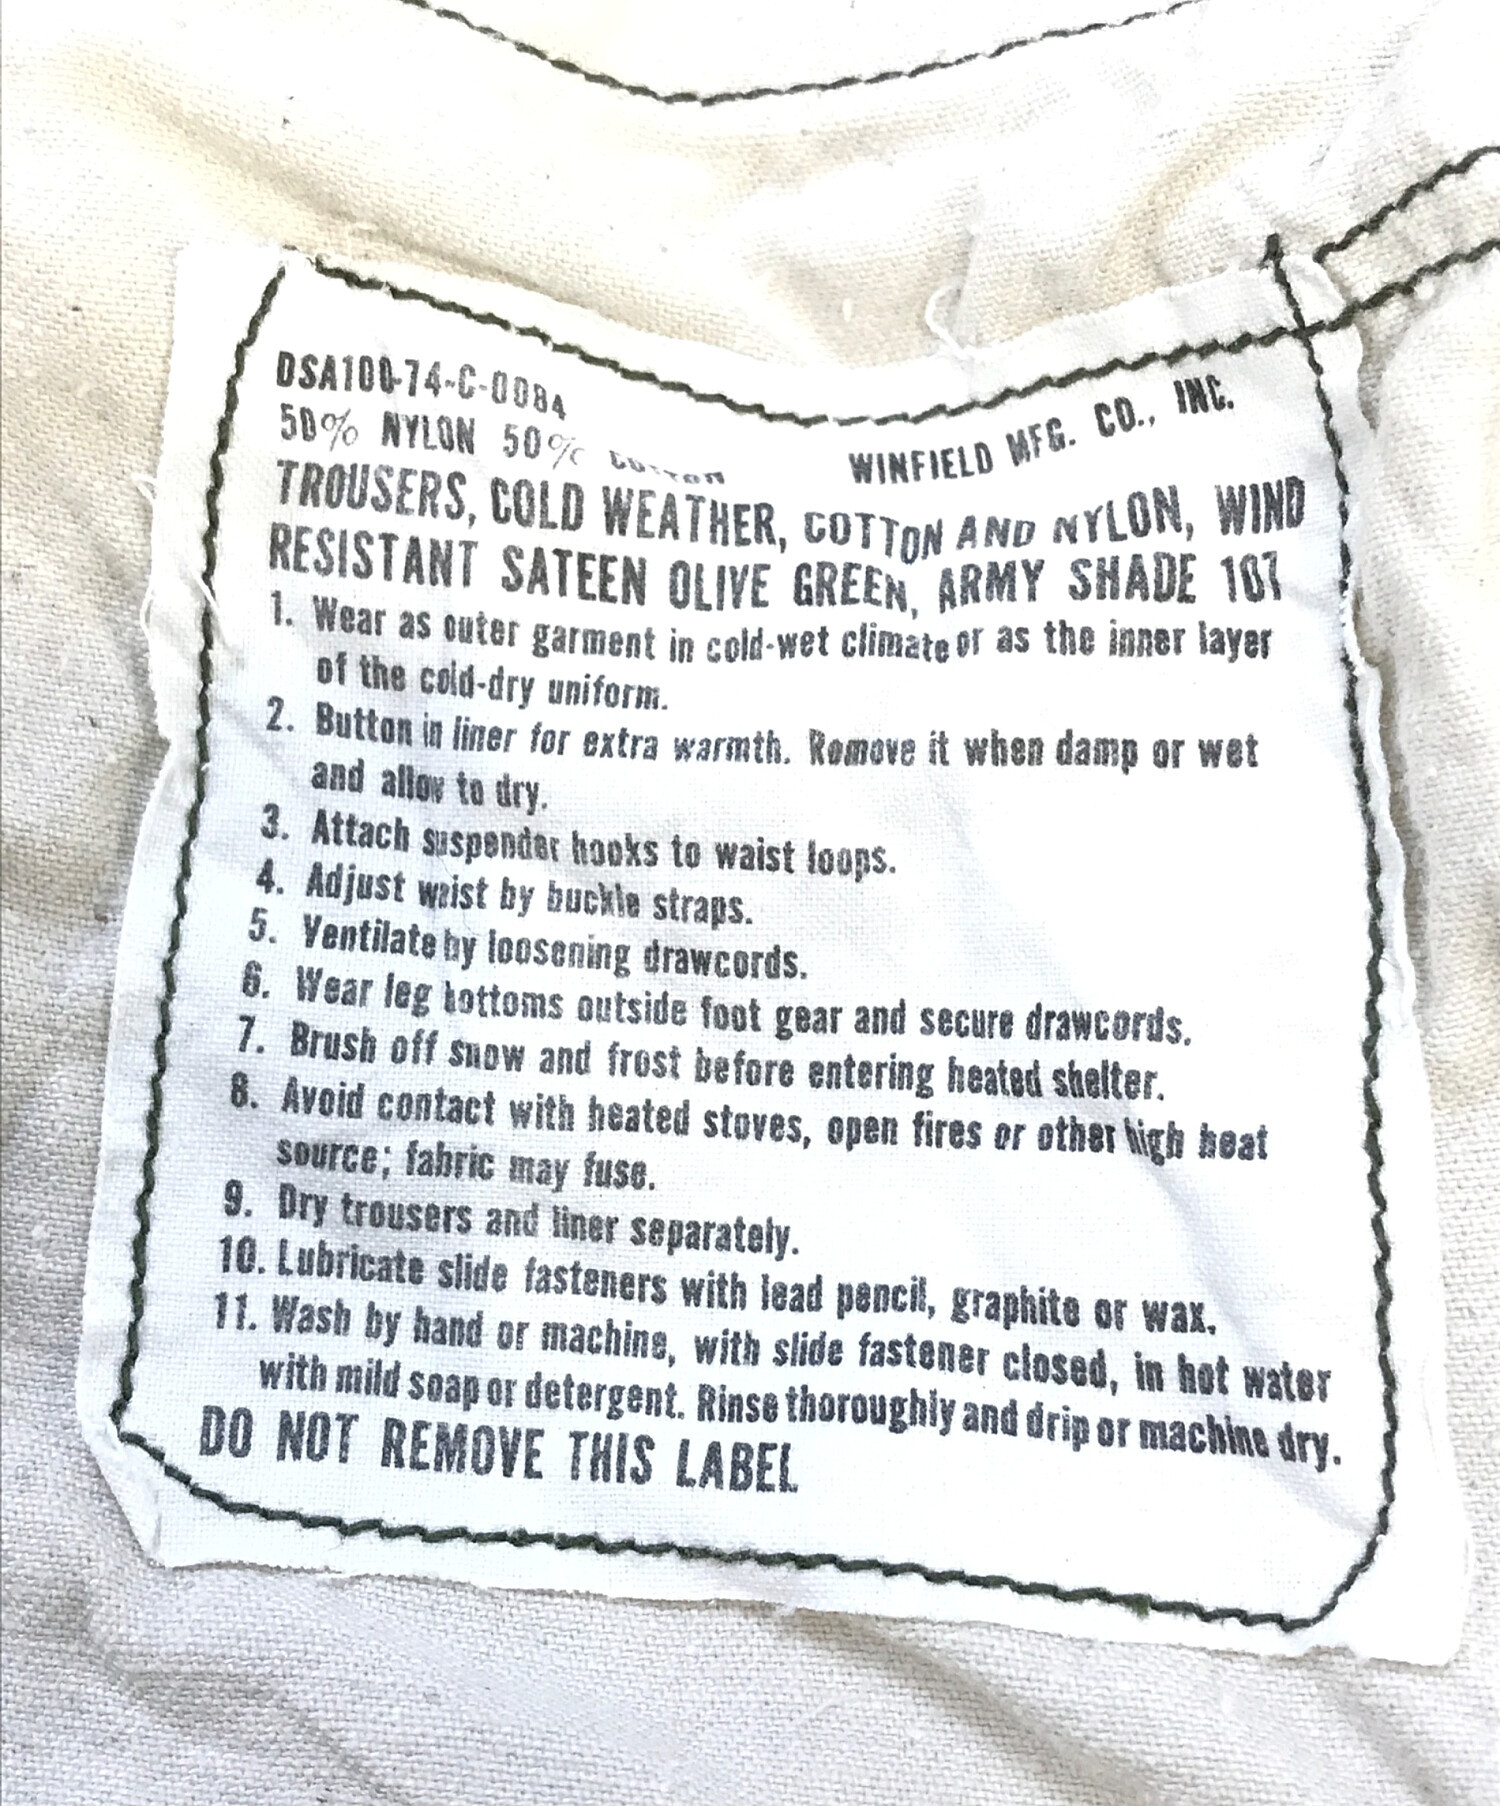 DSA100-74-C-0084
50% NYLON 50% COTTON WINFIELD MFG. CO., INC.
TROUSERS, COLD WEATHER, COTTON AND NYLON, WIND
RESISTANT SATEEN OLIVE GREEN, ARMY SHADE 107
1. Wear as outer garment in cold-wet climate or as the inner layer
of the cold-dry uniform.
2. Button in liner for extra warmth. Remove it when damp or wet
and allow to dry.
3. Attach suspender hooks to waist loops.
4. Adjust waist by buckle straps.
5. Ventilate by loosening drawcords.
6. Wear leg bottoms outside foot gear and secure drawcords.
7. Brush off snow and frost before entering heated shelter.
8. Avoid contact with heated stoves, open fires or other high heat
source; fabric may fuse.
9. Dry trousers and liner separately.
10. Lubricate slide fasteners with lead pencil, graphite or wax.
11. Wash by hand or machine, with slide fastener closed, in hot water
with mild soap or detergent. Rinse thoroughly and drip or machine dry.
DO NOT REMOVE THIS LABEL